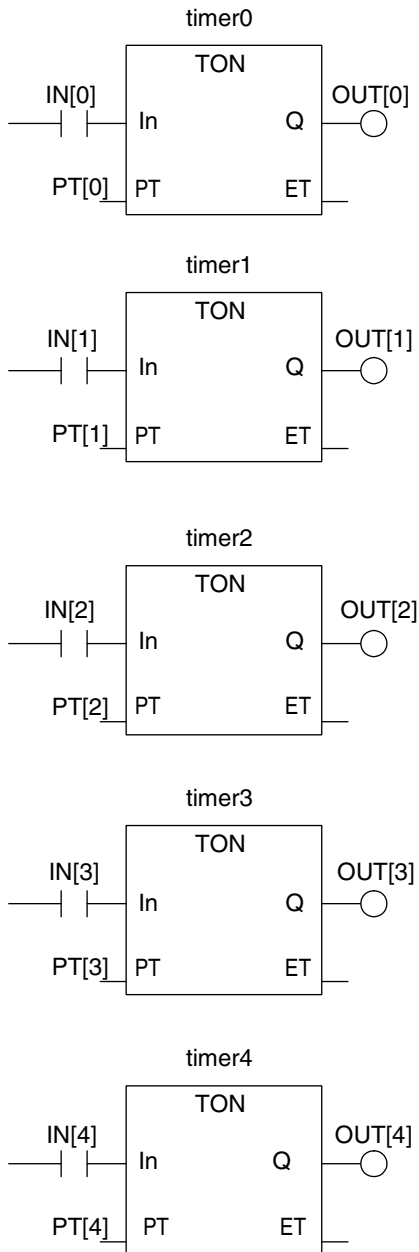 timer0
TON
IN[0] OUT[0]
In Q
PT[0] PT ET
timer1
TON
IN[1] OUT[1]
In Q
PT[1] PT ET
timer2
TON
IN[2] OUT[2]
In Q
PT[2] PT ET
timer3
TON
IN[3] OUT[3]
In Q
PT[3] PT ET
timer4
TON
IN[4] OUT[4]
In Q
PT[4] PT ET